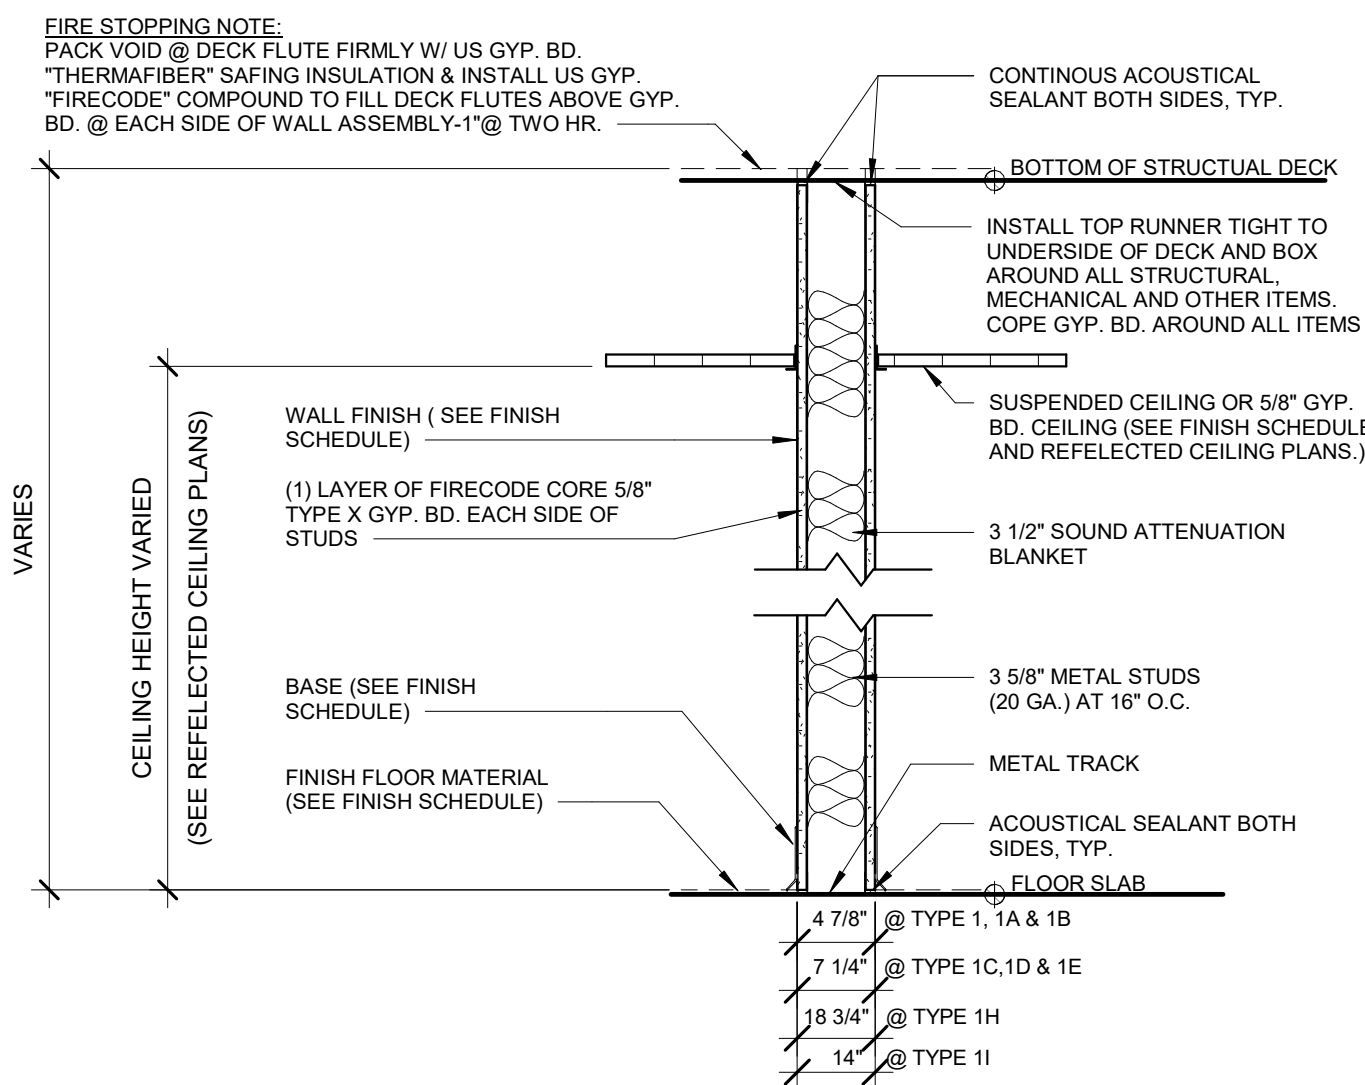 FIRE STOPPING NOTE:
PACK VOID @ DECK FLUTE FIRMLY W/ US GYP. BD.
"THERMAFIBER" SAFING INSULATION & INSTALL US GYP.
"FIRECODE" COMPOUND TO FILL DECK FLUTES ABOVE GYP.
BD. @ EACH SIDE OF WALL ASSEMBLY-1"@ TWO HR.
CONTINOUS ACOUSTICAL
SEALANT BOTH SIDES, TYP.
BOTTOM OF STRUCTUAL DECK
INSTALL TOP RUNNER TIGHT TO
UNDERSIDE OF DECK AND BOX
AROUND ALL STRUCTURAL,
MECHANICAL AND OTHER ITEMS.
COPE GYP. BD. AROUND ALL ITEMS
SUSPENDED CEILING OR 5/8" GYP.
BD. CEILING (SEE FINISH SCHEDULE
AND REFELECTED CEILING PLANS.)
WALL FINISH ( SEE FINISH
SCHEDULE)
(1) LAYER OF FIRECODE CORE 5/8"
TYPE X GYP. BD. EACH SIDE OF
STUDS
VARIES
CEILING HEIGHT VARIED
(SEE REFELECTED CEILING PLANS)
3 1/2" SOUND ATTENUATION
BLANKET
BASE (SEE FINISH
SCHEDULE)
3 5/8" METAL STUDS
(20 GA.) AT 16" O.C.
FINISH FLOOR MATERIAL
(SEE FINISH SCHEDULE)
METAL TRACK
ACOUSTICAL SEALANT BOTH
SIDES, TYP.
FLOOR SLAB
4 7/8" @ TYPE 1, 1A & 1B
7 1/4" @ TYPE 1C,1D & 1E
18 3/4" @ TYPE 1H
14" @ TYPE 1I